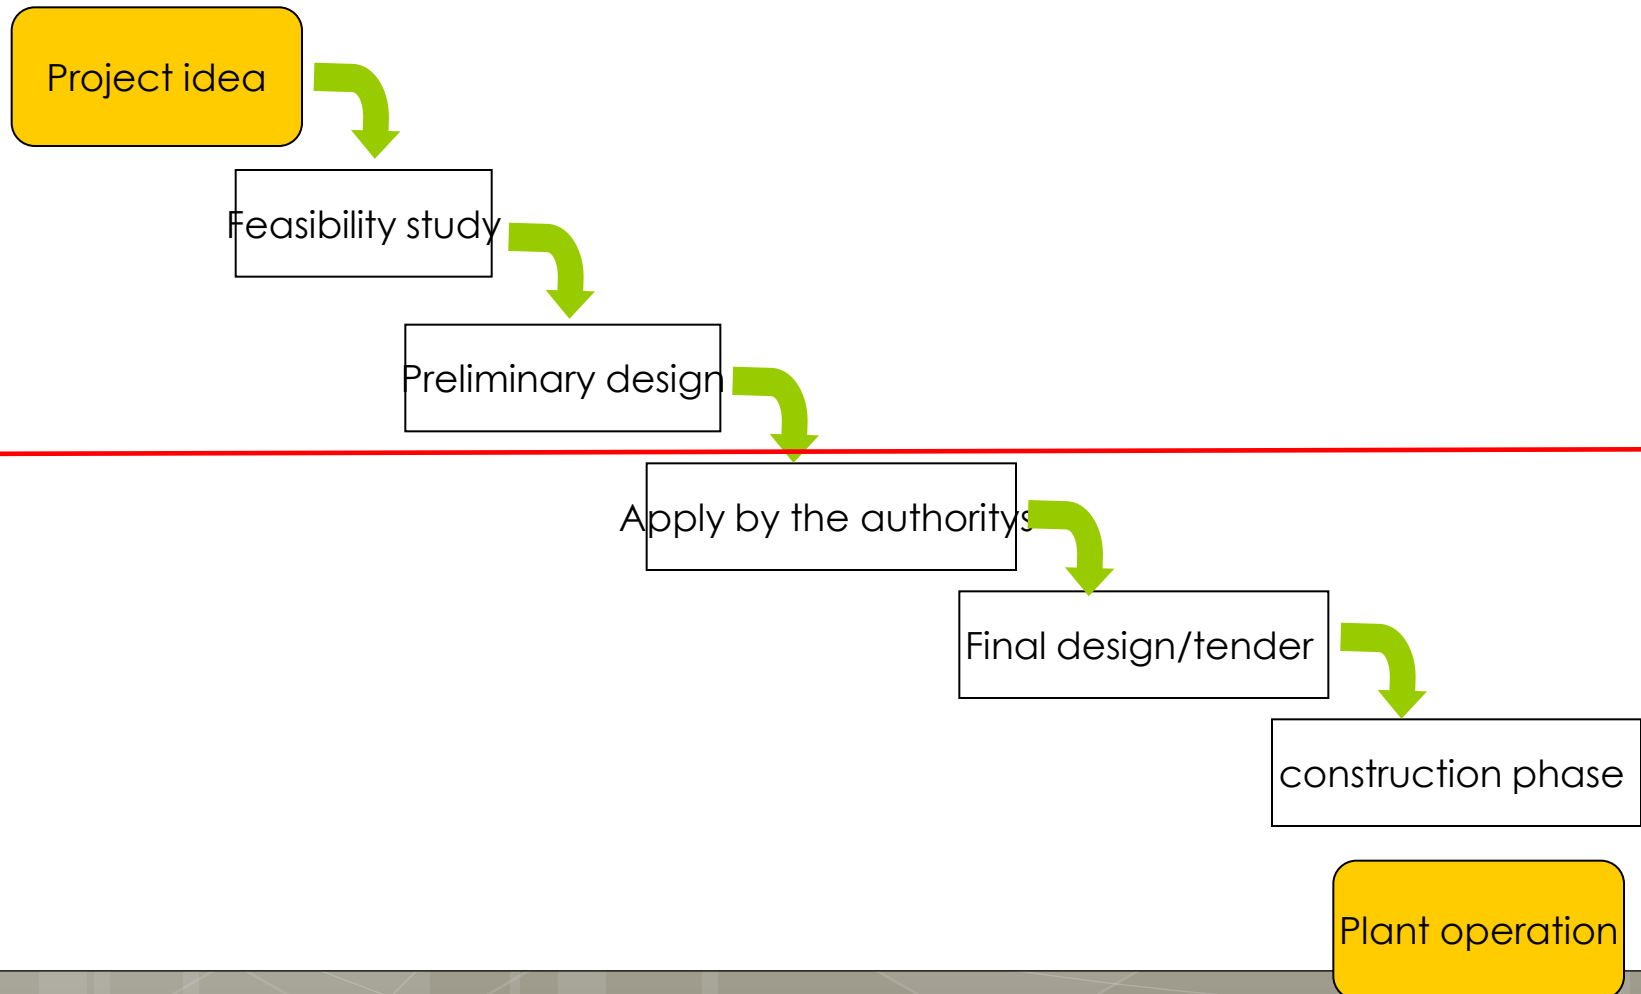 Project idea
Feasibility study
Preliminary design
Apply by the authoritys
Final design/tender
construction phase
Plant operation